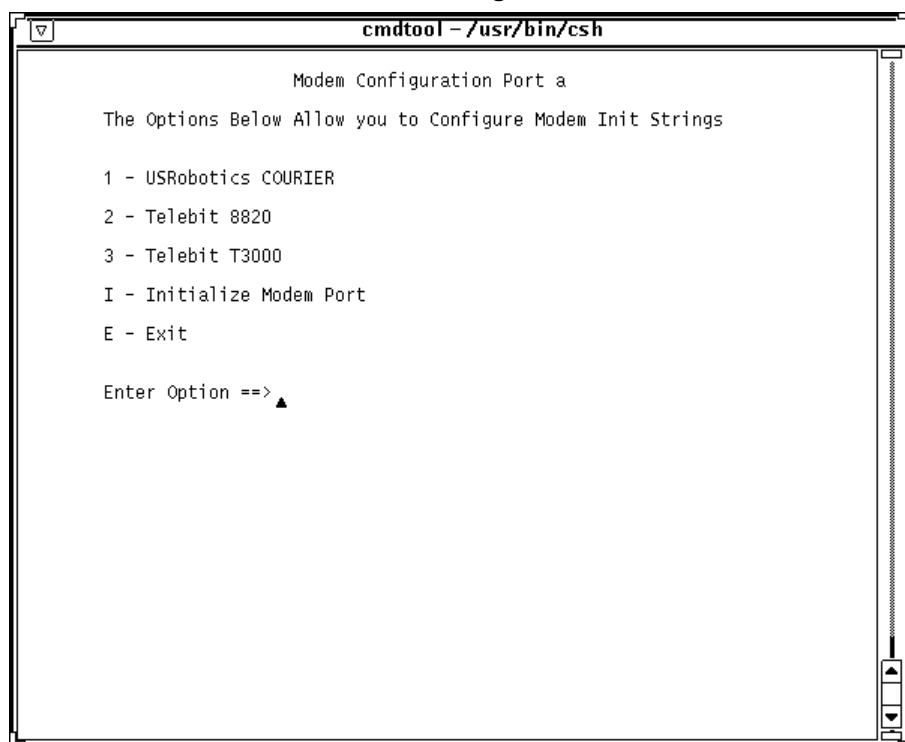 cmdtool – /usr/bin/csh
Modem Configuration Port a
The Options Below Allow you to Configure Modem Init Strings
1 - USRobotics COURIER
2 - Telebit 8820
3 - Telebit T3000
I - Initialize Modem Port
E - Exit
Enter Option ==>